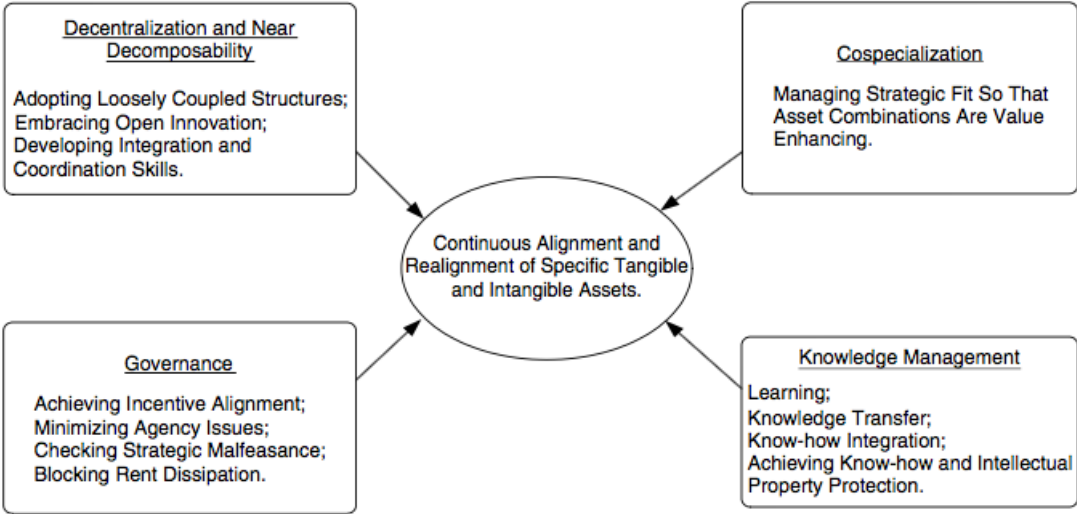 Decentralization and Near
Decomposability
Adopting Loosely Coupled Structures;
Embracing Open Innovation;
Developing Integration and
Coordination Skills.
Cospecialization
Managing Strategic Fit So That
Asset Combinations Are Value
Enhancing.
Continuous Alignment and
Realignment of Specific Tangible
and Intangible Assets.
Governance
Achieving Incentive Alignment;
Minimizing Agency Issues;
Checking Strategic Malfeasance;
Blocking Rent Dissipation.
Knowledge Management
Learning;
Knowledge Transfer;
Know-how Integration;
Achieving Know-how and Intellectual
Property Protection.